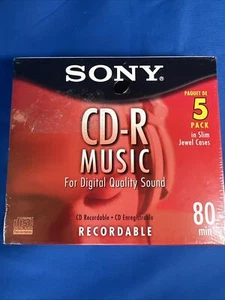 SONY®
PAQUET DE
5
PACK
in Slim
Jewel Cases
CD-R
MUSIC
For Digital Quality Sound
CD Recordable • CD Enregistrable
RECORDABLE
80
min